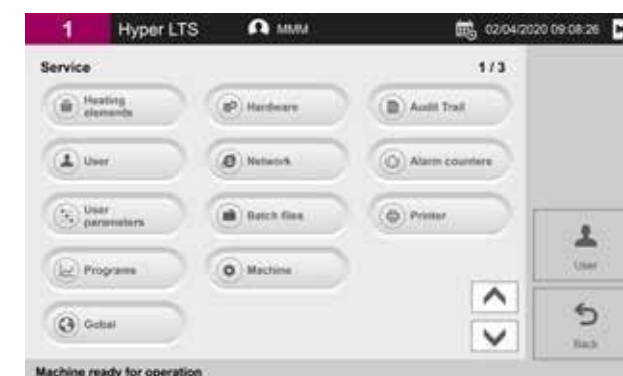 1 Hyper LTS MMM 02/04/2020 09:08:26
Service 1 / 3
Heating elements
Hardware
Audit Trail
User
Network
Alarm counters
User parameters
Batch files
Printer
Programs
Machine
Gobal
User
Back
Machine ready for operation